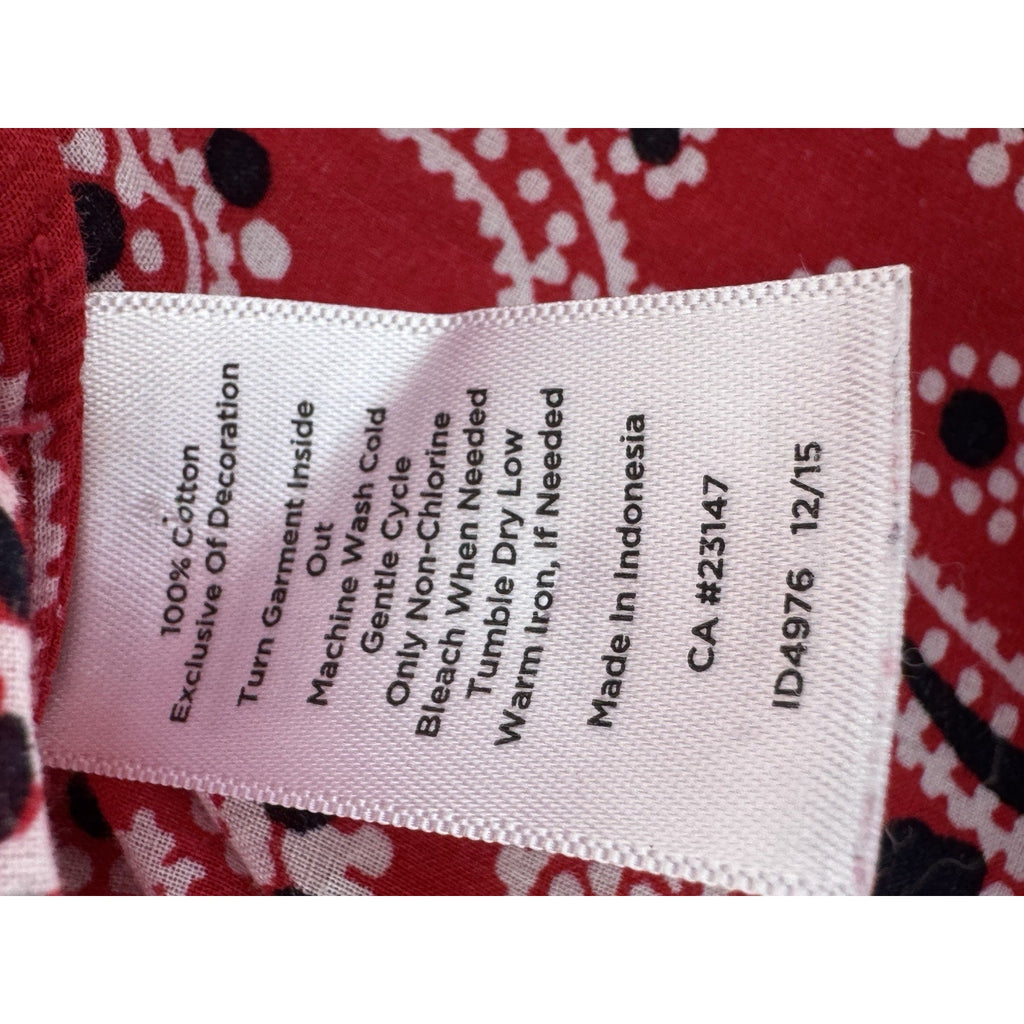 100% Cotton
Exclusive Of Decoration
Turn Garment Inside
Out
Machine Wash Cold
Gentle Cycle
Only Non-Chlorine
Bleach When Needed
Tumble Dry Low
Warm Iron, If Needed
Made In Indonesia
CA #23147
ID4976 12/15